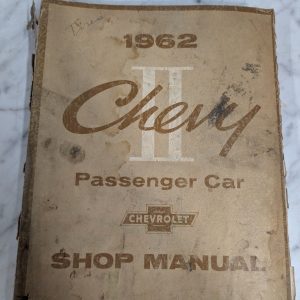 1962
II
Chevy
Passenger Car
CHEVROLET
SHOP MANUAL